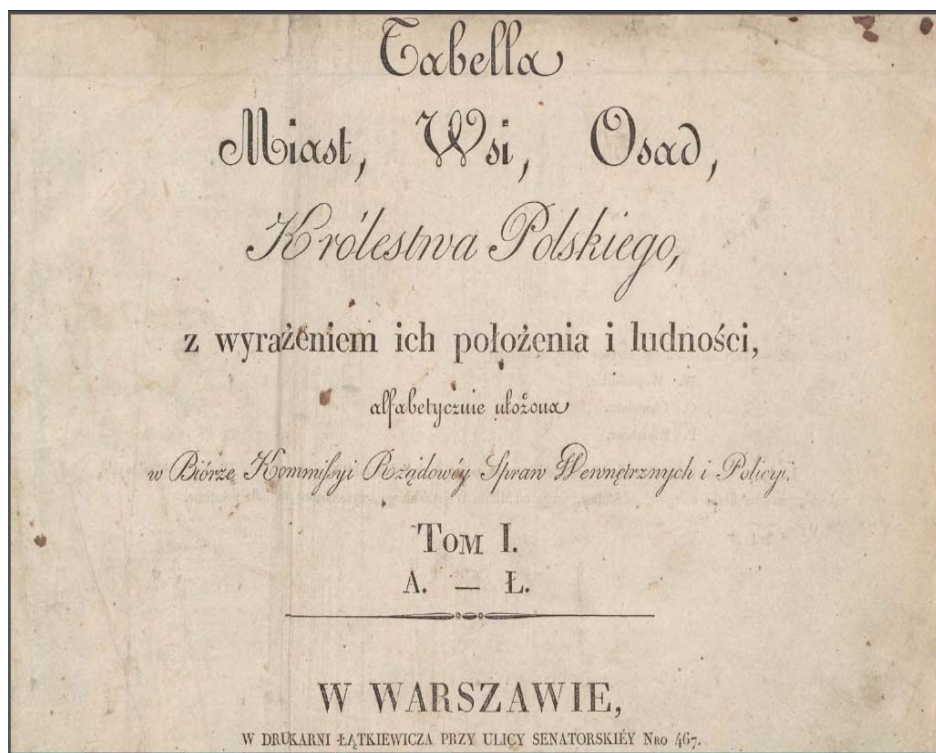 Tabella
Miast, Wsi, Osad,
Królestwa Polskiego,
z wyrażeniem ich położenia i ludności,
alfabetycznie ułożona
w Biórze Kommiſsyi Rządowéy Spraw Wewnętrznych i Policyi.
Tom I.
A. — Ł.
W WARSZAWIE,
W DRUKARNI ŁĄTKIEWICZA PRZY ULICY SENATORSKIÉY Nro 467.